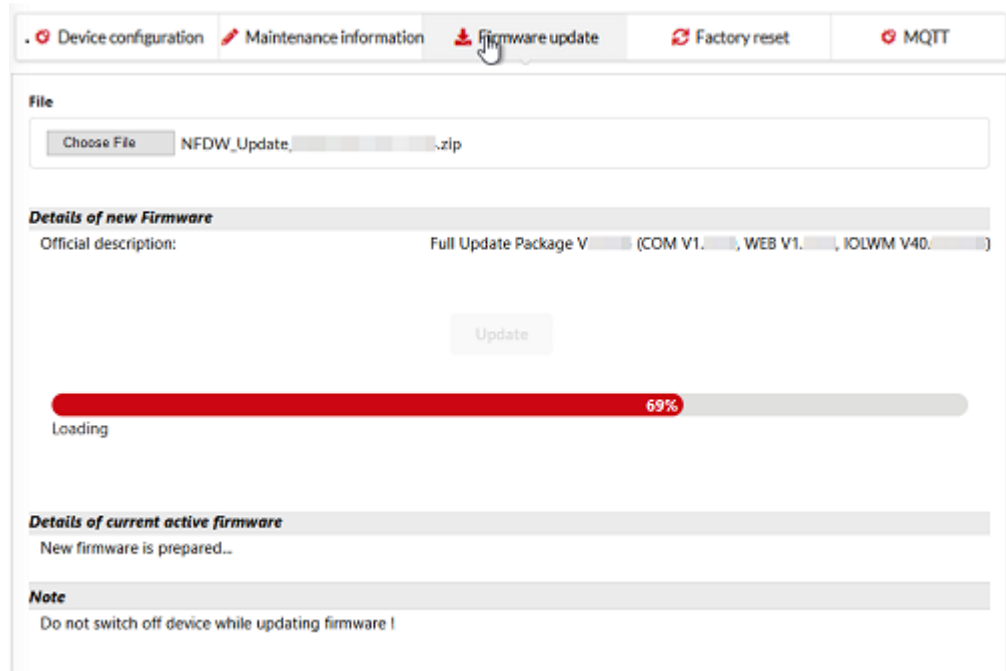 . Device configuration Maintenance information Firmware update Factory reset MQTT
File
Choose File NFDW_Update_ .zip
Details of new Firmware
Official description: Full Update Package V (COM V1. , WEB V1. , IOLWM V40. )
Update
69%
Loading
Details of current active firmware
New firmware is prepared...
Note
Do not switch off device while updating firmware !